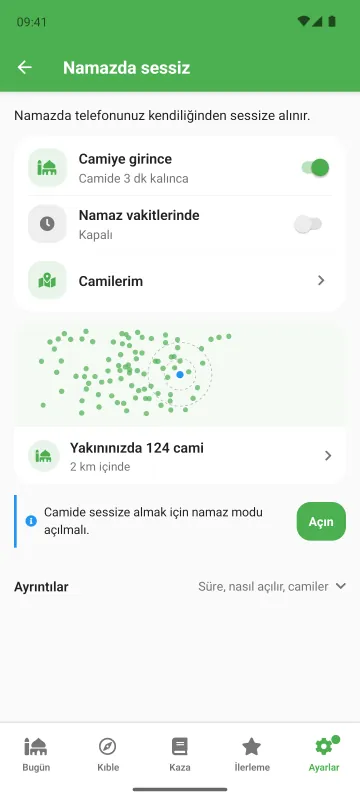 09:41
Namazda sessiz
Namazda telefonunuz kendiliğinden sessize alınır.
Camiye girince
Camide 3 dk kalınca
Namaz vakitlerinde
Kapalı
Camilerim
Yakınınızda 124 cami
2 km içinde
Camide sessize almak için namaz modu
açılmalı.
Açın
Ayrıntılar
Süre, nasıl açılır, camiler
Bugün
Kıble
Kaza
İlerleme
Ayarlar